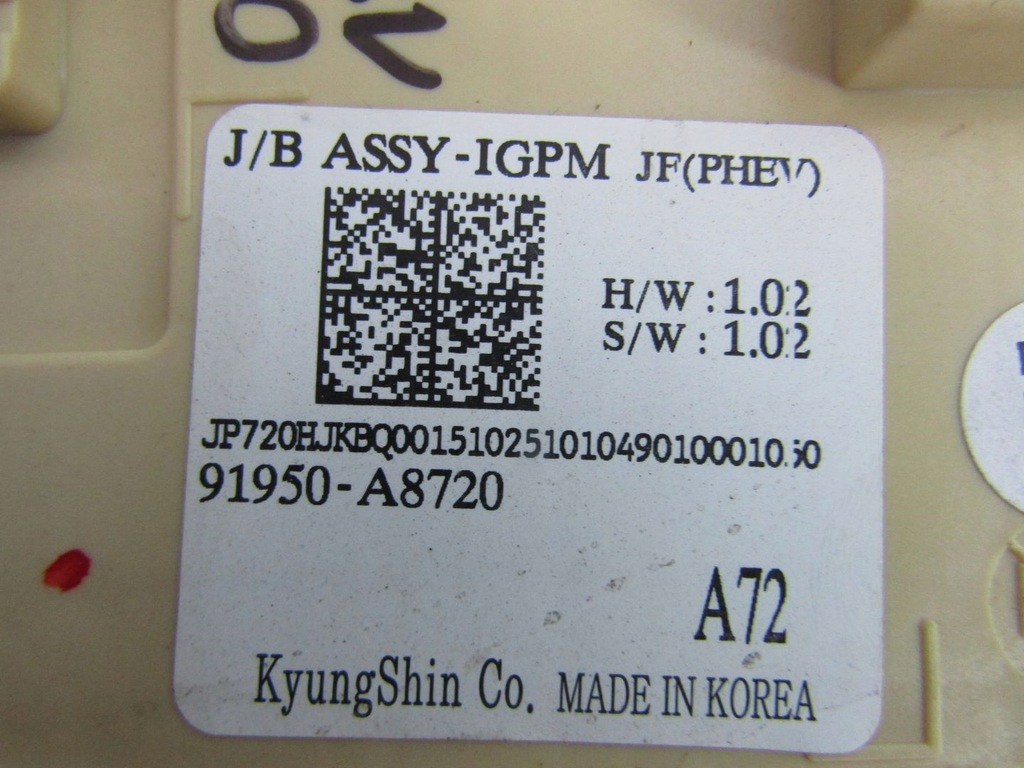 J/B ASSY-IGPM JF(PHEV)
H/W : 1.02
S/W : 1.02
91950-A8720
A72
KyungShin Co. MADE IN KOREA